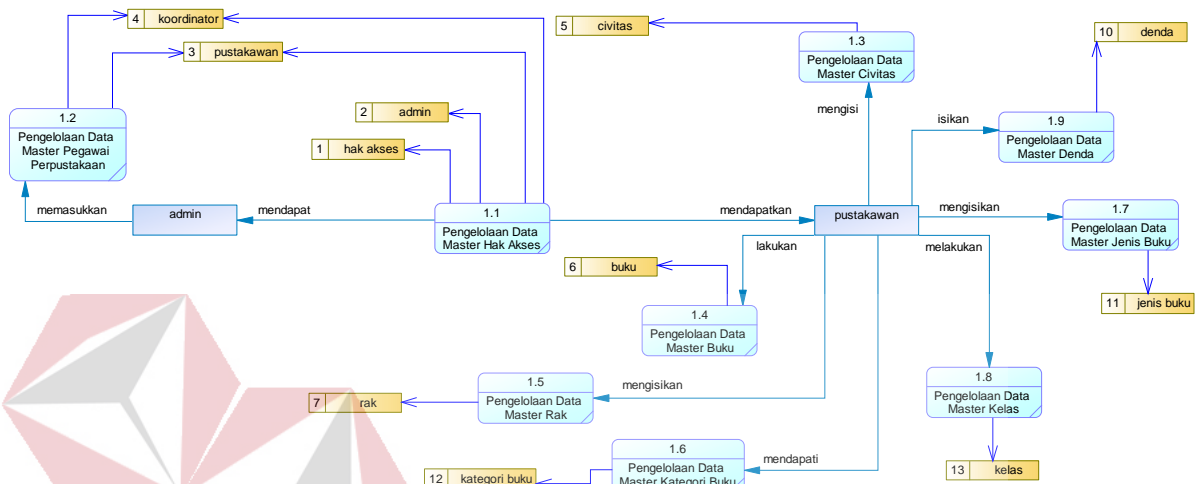 4 koordinator
5 civitas
10 denda
3 pustakawan
1.3
Pengelolaan Data
Master Civitas
mengisi
2 admin
1.2
Pengelolaan Data
Master Pegawai
Perpustakaan
isikan
1.9
Pengelolaan Data
Master Denda
1 hak akses
memasukkan
admin
mendapat
1.1
Pengelolaan Data
Master Hak Akses
mendapatkan
pustakawan
mengisikan
1.7
Pengelolaan Data
Master Jenis Buku
lakukan
melakukan
6 buku
11 jenis buku
1.4
Pengelolaan Data
Master Buku
1.5
Pengelolaan Data
Master Rak
mengisikan
1.8
Pengelolaan Data
Master Kelas
7 rak
1.6
Pengelolaan Data
Master Kategori Buku
mendapati
12 kategori buku
13 kelas